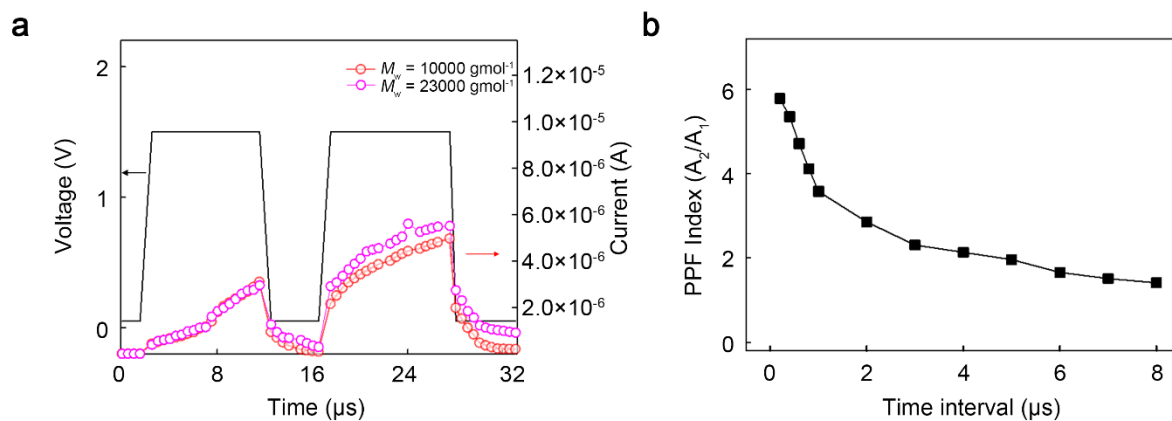 a
2
1
0
Voltage (V)
M_w = 10000 gmol⁻¹
M_w = 23000 gmol⁻¹
1.2×10⁻⁵
1.0×10⁻⁵
8.0×10⁻⁶
6.0×10⁻⁶
4.0×10⁻⁶
2.0×10⁻⁶
Current (A)
0 8 16 24 32
Time (µs)
b
6
4
2
0
PPF Index (A₂/A₁)
0 2 4 6 8
Time interval (µs)